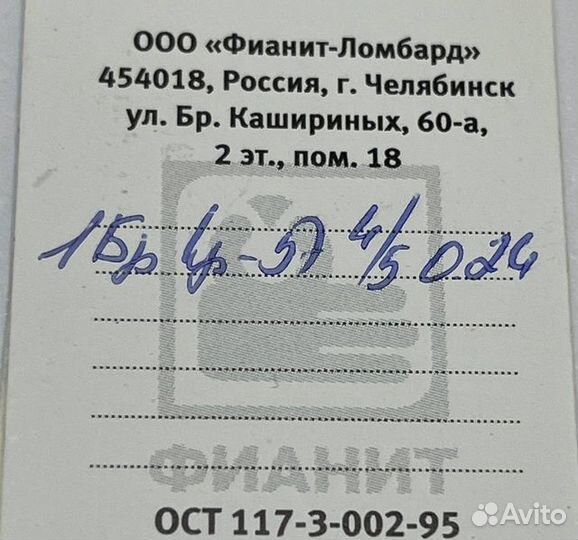 ООО «Фианит-Ломбард»
454018, Россия, г. Челябинск
ул. Бр. Кашириных, 60-а,
2 эт., пом. 18
1Бр Кр-57 4/5 0.24
ФИАНИТ
ОСТ 117-3-002-95
Avito